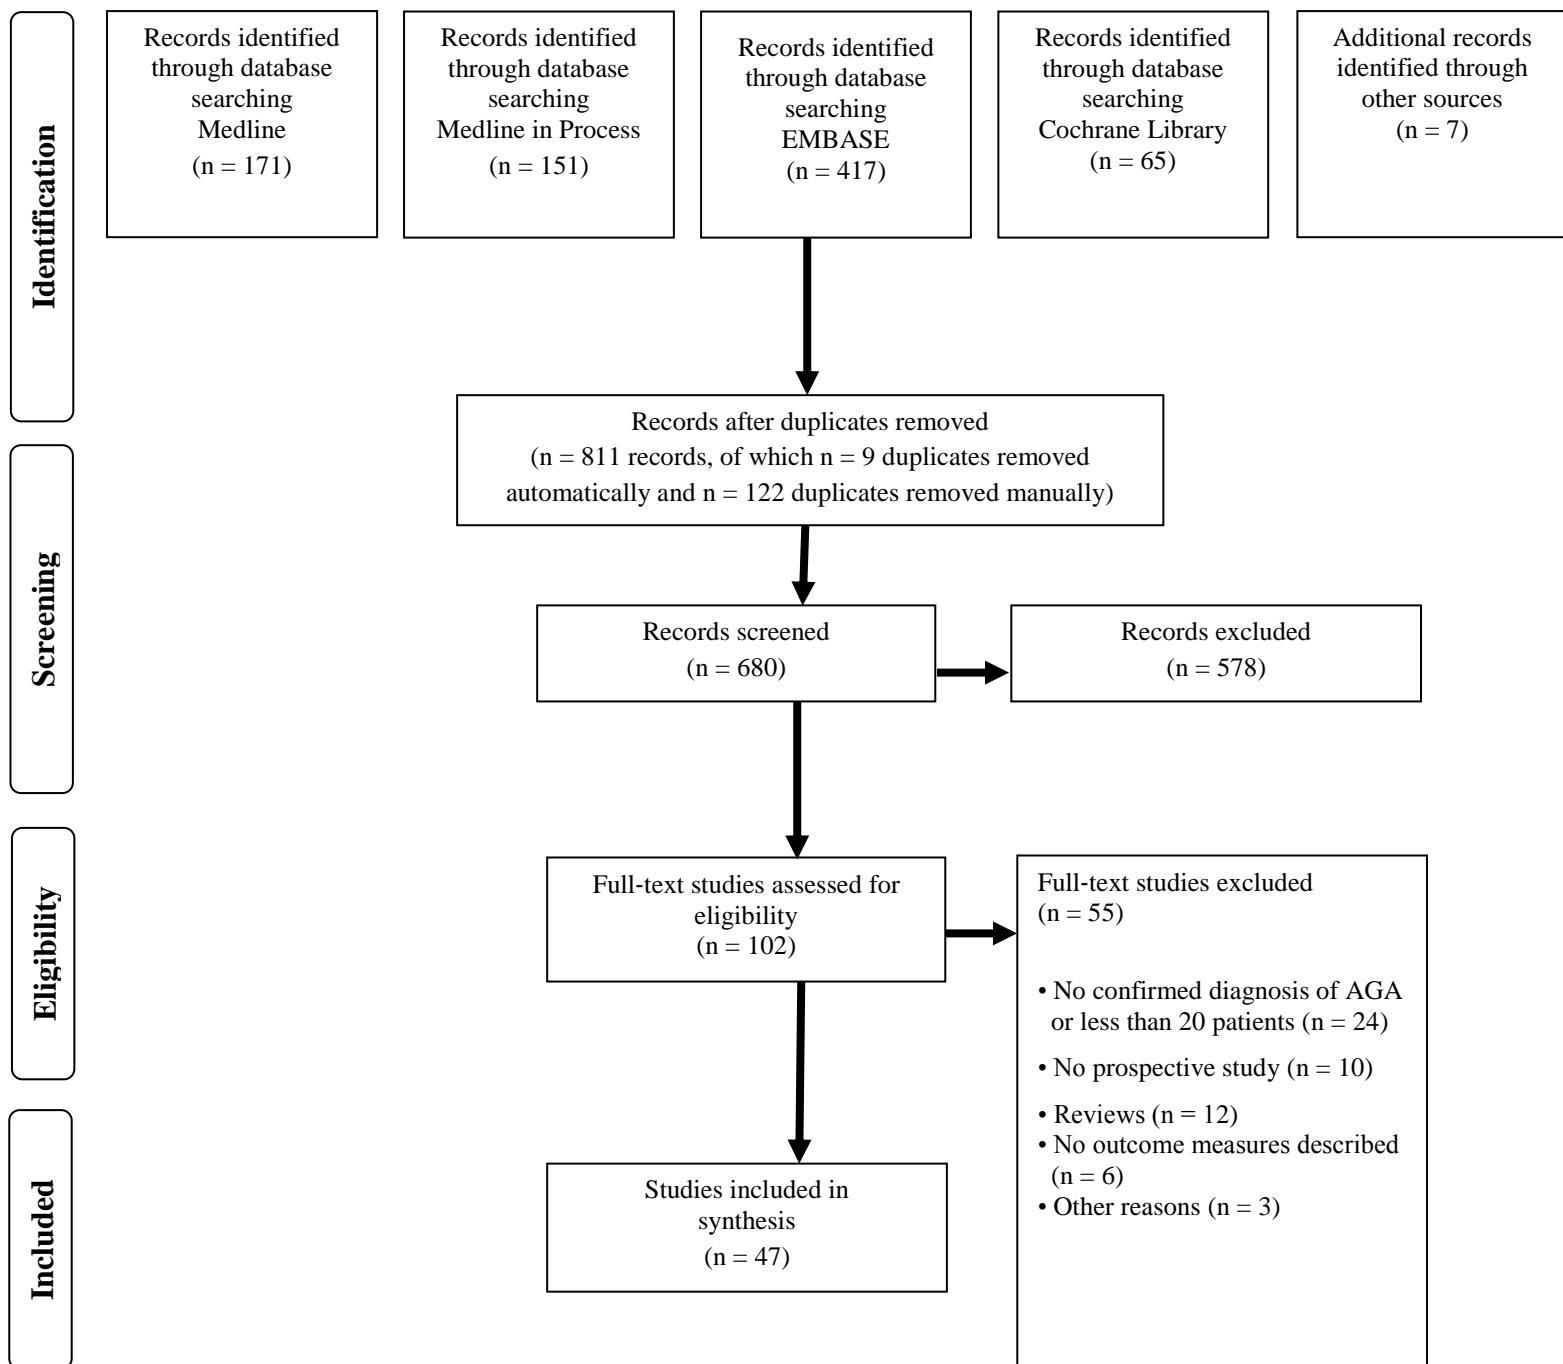 Identification
Records identified
through database
searching
Medline
(n = 171)
Records identified
through database
searching
Medline in Process
(n = 151)
Records identified
through database
searching
EMBASE
(n = 417)
Records identified
through database
searching
Cochrane Library
(n = 65)
Additional records
identified through
other sources
(n = 7)
Records after duplicates removed
(n = 811 records, of which n = 9 duplicates removed
automatically and n = 122 duplicates removed manually)
Screening
Records screened
(n = 680)
Records excluded
(n = 578)
Eligibility
Full-text studies assessed for
eligibility
(n = 102)
Full-text studies excluded
(n = 55)
• No confirmed diagnosis of AGA
or less than 20 patients (n = 24)
• No prospective study (n = 10)
• Reviews (n = 12)
• No outcome measures described
(n = 6)
• Other reasons (n = 3)
Included
Studies included in
synthesis
(n = 47)